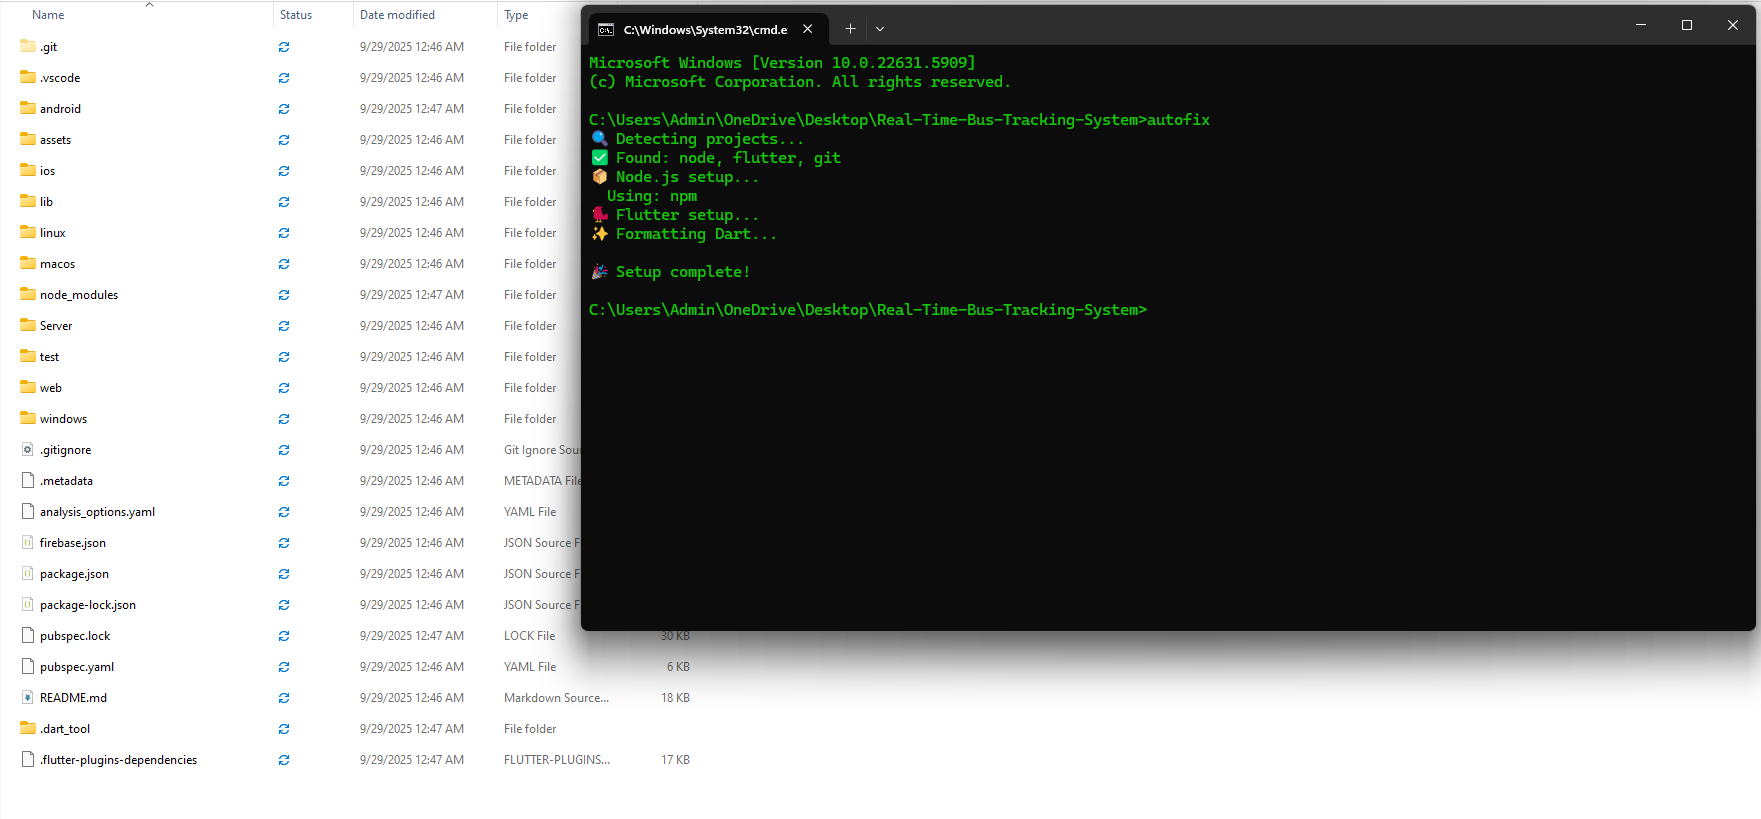 Name Status Date modified Type
.git 9/29/2025 12:46 AM File folder
.vscode 9/29/2025 12:46 AM File folder
android 9/29/2025 12:47 AM File folder
assets 9/29/2025 12:46 AM File folder
ios 9/29/2025 12:46 AM File folder
lib 9/29/2025 12:46 AM File folder
linux 9/29/2025 12:46 AM File folder
macos 9/29/2025 12:46 AM File folder
node_modules 9/29/2025 12:47 AM File folder
Server 9/29/2025 12:46 AM File folder
test 9/29/2025 12:46 AM File folder
web 9/29/2025 12:46 AM File folder
windows 9/29/2025 12:46 AM File folder
.gitignore 9/29/2025 12:46 AM Git Ignore Sou
.metadata 9/29/2025 12:46 AM METADATA File
analysis_options.yaml 9/29/2025 12:46 AM YAML File
firebase.json 9/29/2025 12:46 AM JSON Source F
package.json 9/29/2025 12:46 AM JSON Source F
package-lock.json 9/29/2025 12:46 AM JSON Source F
pubspec.lock 9/29/2025 12:47 AM LOCK File 30 KB
pubspec.yaml 9/29/2025 12:46 AM YAML File 6 KB
README.md 9/29/2025 12:46 AM Markdown Source... 18 KB
.dart_tool 9/29/2025 12:47 AM File folder
.flutter-plugins-dependencies 9/29/2025 12:47 AM FLUTTER-PLUGINS... 17 KB
C:\Windows\System32\cmd.e
Microsoft Windows [Version 10.0.22631.5909]
(c) Microsoft Corporation. All rights reserved.
C:\Users\Admin\OneDrive\Desktop\Real-Time-Bus-Tracking-System>autofix
🔍 Detecting projects...
✅ Found: node, flutter, git
📦 Node.js setup...
Using: npm
🐦 Flutter setup...
✨ Formatting Dart...
🎉 Setup complete!
C:\Users\Admin\OneDrive\Desktop\Real-Time-Bus-Tracking-System>